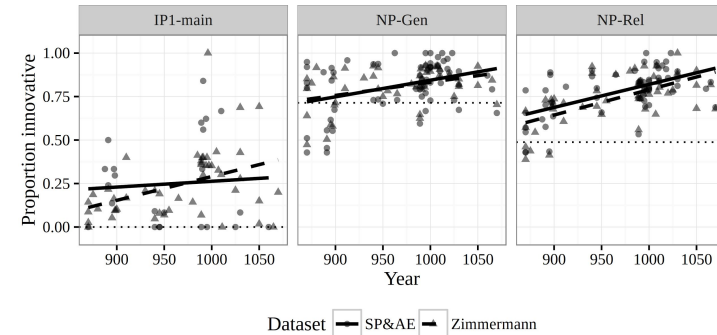 IP1-main NP-Gen NP-Rel
Proportion innovative
1.00
0.75
0.50
0.25
0.00
900 950 1000 1050 900 950 1000 1050 900 950 1000 1050
Year
Dataset SP&AE Zimmermann